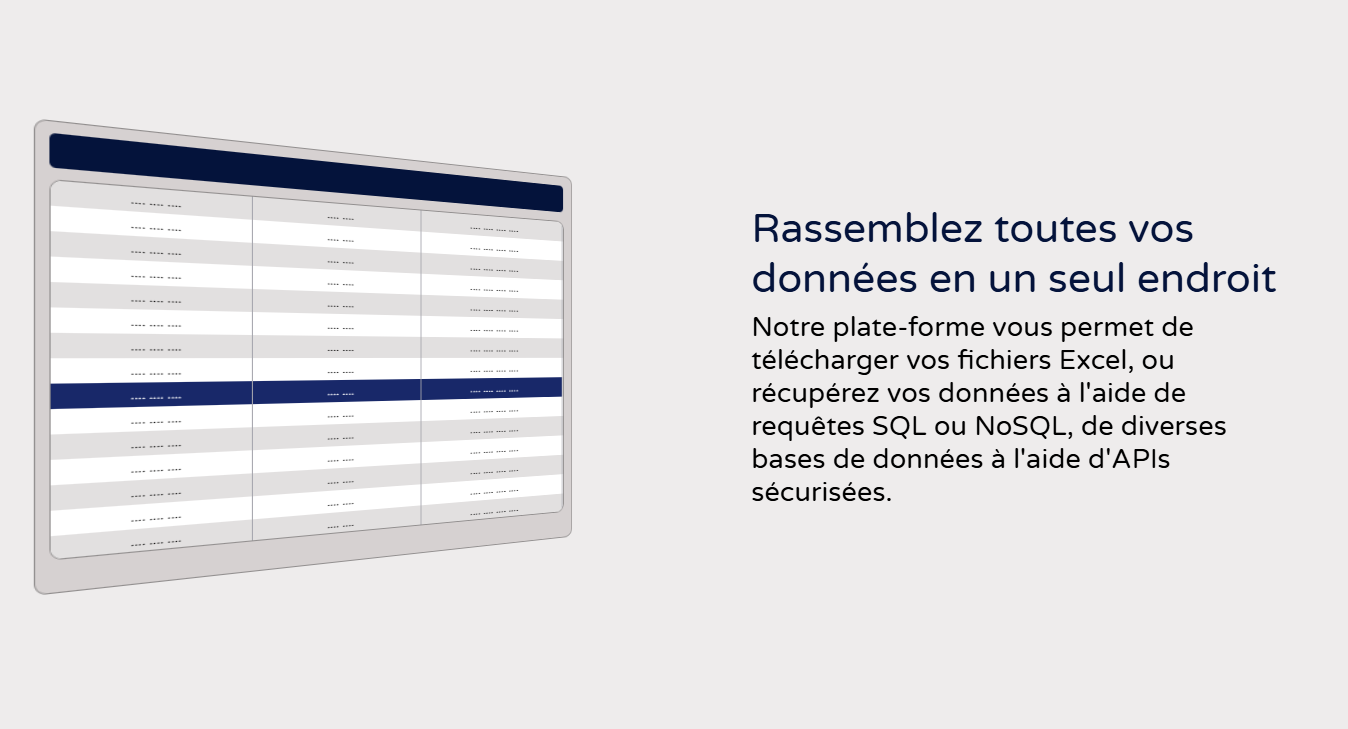 Rassemblez toutes vos
données en un seul endroit
Notre plate-forme vous permet de
télécharger vos fichiers Excel, ou
récupérez vos données à l'aide de
requêtes SQL ou NoSQL, de diverses
bases de données à l'aide d'APIs
sécurisées.